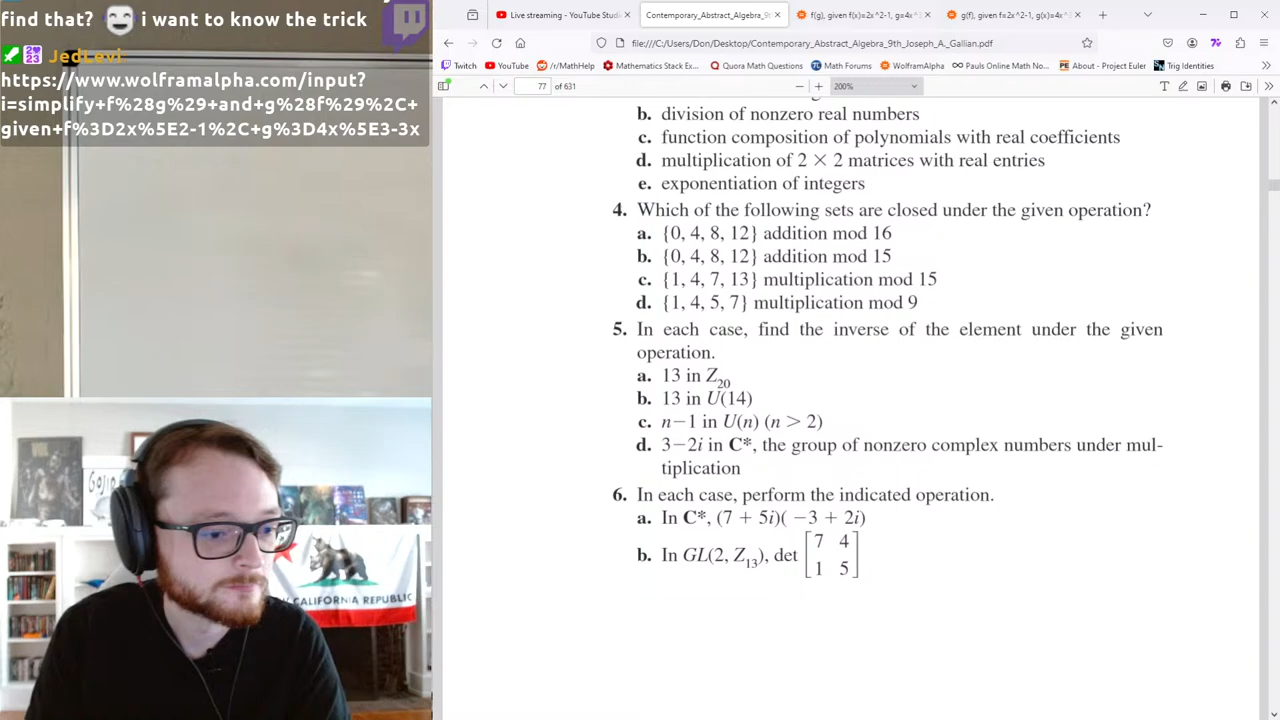 find that? i want to know the trick
JedLevi:
https://www.wolframalpha.com/input?
i=simplify+f%28g%29+and+g%28f%29%2C+
given+f%3D2x%5E2-1%2C+g%3D4x%5E3-3x
GOJIRA
CALIFORNIA REPUBLIC
Live streaming - YouTube Studi
Contemporary_Abstract_Algebra_9th
f(g), given f(x)=2x^2-1, g=4x^
g(f), given f=2x^2-1, g(x)=4x^
file:///C:/Users/Don/Desktop/Contemporary_Abstract_Algebra_9th_Joseph_A._Gallian.pdf
Twitch YouTube /r/MathHelp Mathematics Stack Ex... Quora Math Questions Math Forums WolframAlpha Pauls Online Math No... About - Project Euler Trig Identities
77 of 631 200%
b. division of nonzero real numbers
c. function composition of polynomials with real coefficients
d. multiplication of 2 × 2 matrices with real entries
e. exponentiation of integers
4. Which of the following sets are closed under the given operation?
a. {0, 4, 8, 12} addition mod 16
b. {0, 4, 8, 12} addition mod 15
c. {1, 4, 7, 13} multiplication mod 15
d. {1, 4, 5, 7} multiplication mod 9
5. In each case, find the inverse of the element under the given
operation.
a. 13 in Z20
b. 13 in U(14)
c. n−1 in U(n) (n > 2)
d. 3−2i in C*, the group of nonzero complex numbers under mul-
tiplication
6. In each case, perform the indicated operation.
a. In C*, (7 + 5i)( −3 + 2i)
b. In GL(2, Z13), det [7 4
1 5]